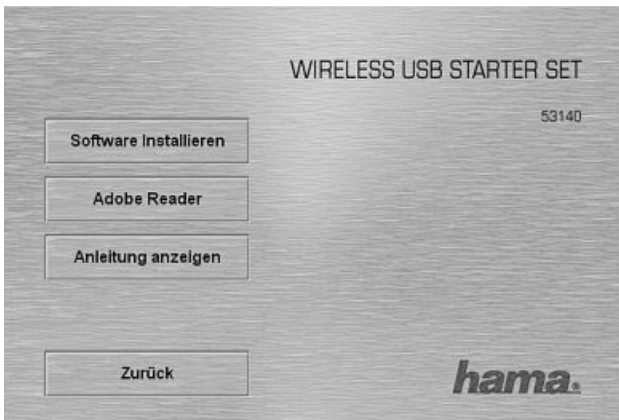 WIRELESS USB STARTER SET
53140
Software Installieren
Adobe Reader
Anleitung anzeigen
Zurück
hama®